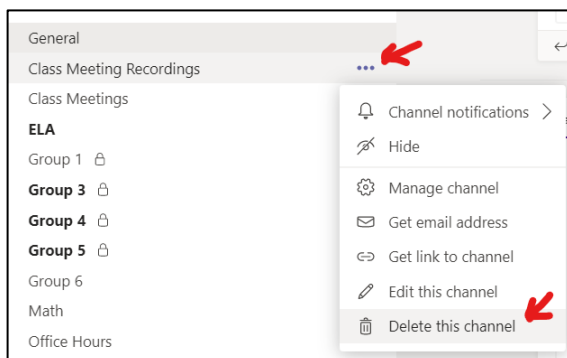 General
Class Meeting Recordings
Class Meetings
ELA
Group 1
Group 3
Group 4
Group 5
Group 6
Math
Office Hours
Channel notifications
Hide
Manage channel
Get email address
Get link to channel
Edit this channel
Delete this channel